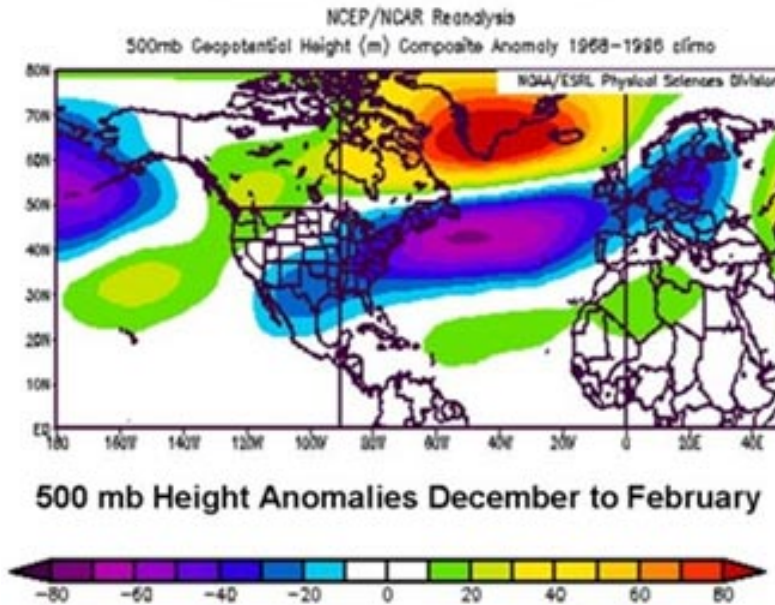 NCEP/NCAR Reanalysis
500mb Geopotential Height (m) Composite Anomaly 1968-1996 climo
NOAA/ESRL Physical Sciences Division
80N
70N
60N
50N
40N
30N
20N
10N
EQ
180 160W 140W 120W 100W 80W 60W 40W 20W 0 20E 40E
500 mb Height Anomalies December to February
-80 -60 -40 -20 0 20 40 60 80